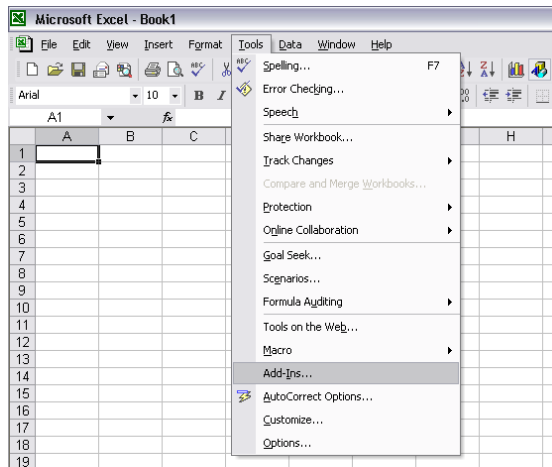 Microsoft Excel - Book1
File Edit View Insert Format Tools Data Window Help
Arial 10 B I
A1 fx
A B C H
Spelling... F7
Error Checking...
Speech
Share Workbook...
Track Changes
Compare and Merge Workbooks...
Protection
Online Collaboration
Goal Seek...
Scenarios...
Formula Auditing
Tools on the Web...
Macro
Add-Ins...
AutoCorrect Options...
Customize...
Options...
1
2
3
4
5
6
7
8
9
10
11
12
13
14
15
16
17
18
19